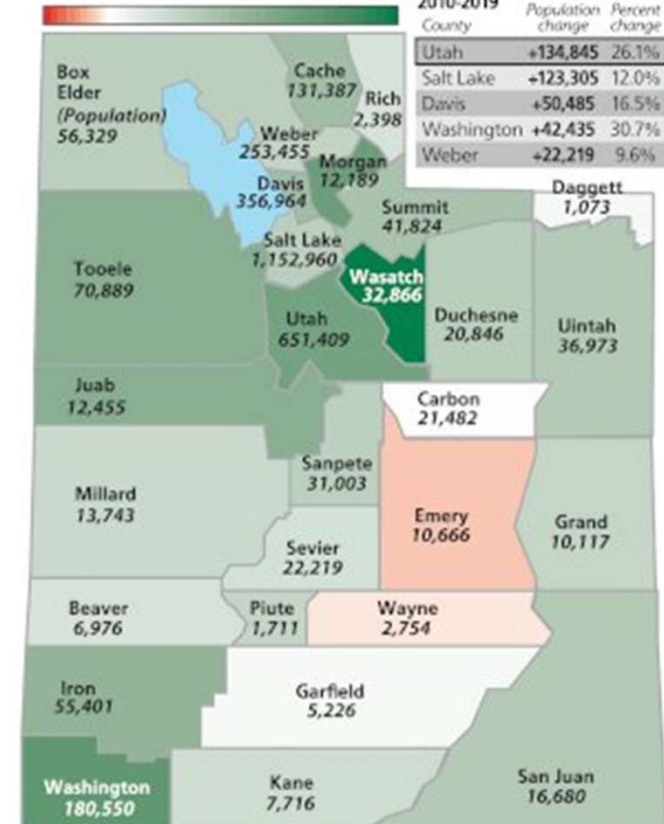 2010-2019
Population Percent
County change change
Utah +134,845 26.1%
Salt Lake +123,305 12.0%
Davis +50,485 16.5%
Washington +42,435 30.7%
Weber +22,219 9.6%
Box
Elder
(Population)
56,329
Cache
131,387
Rich
2,398
Weber
253,455
Morgan
12,189
Davis
356,964
Summit
41,824
Daggett
1,073
Salt Lake
1,152,960
Tooele
70,889
Wasatch
32,866
Utah
651,409
Duchesne
20,846
Uintah
36,973
Juab
12,455
Carbon
21,482
Sanpete
31,003
Millard
13,743
Emery
10,666
Grand
10,117
Sevier
22,219
Beaver
6,976
Piute
1,711
Wayne
2,754
Iron
55,401
Garfield
5,226
Washington
180,550
Kane
7,716
San Juan
16,680